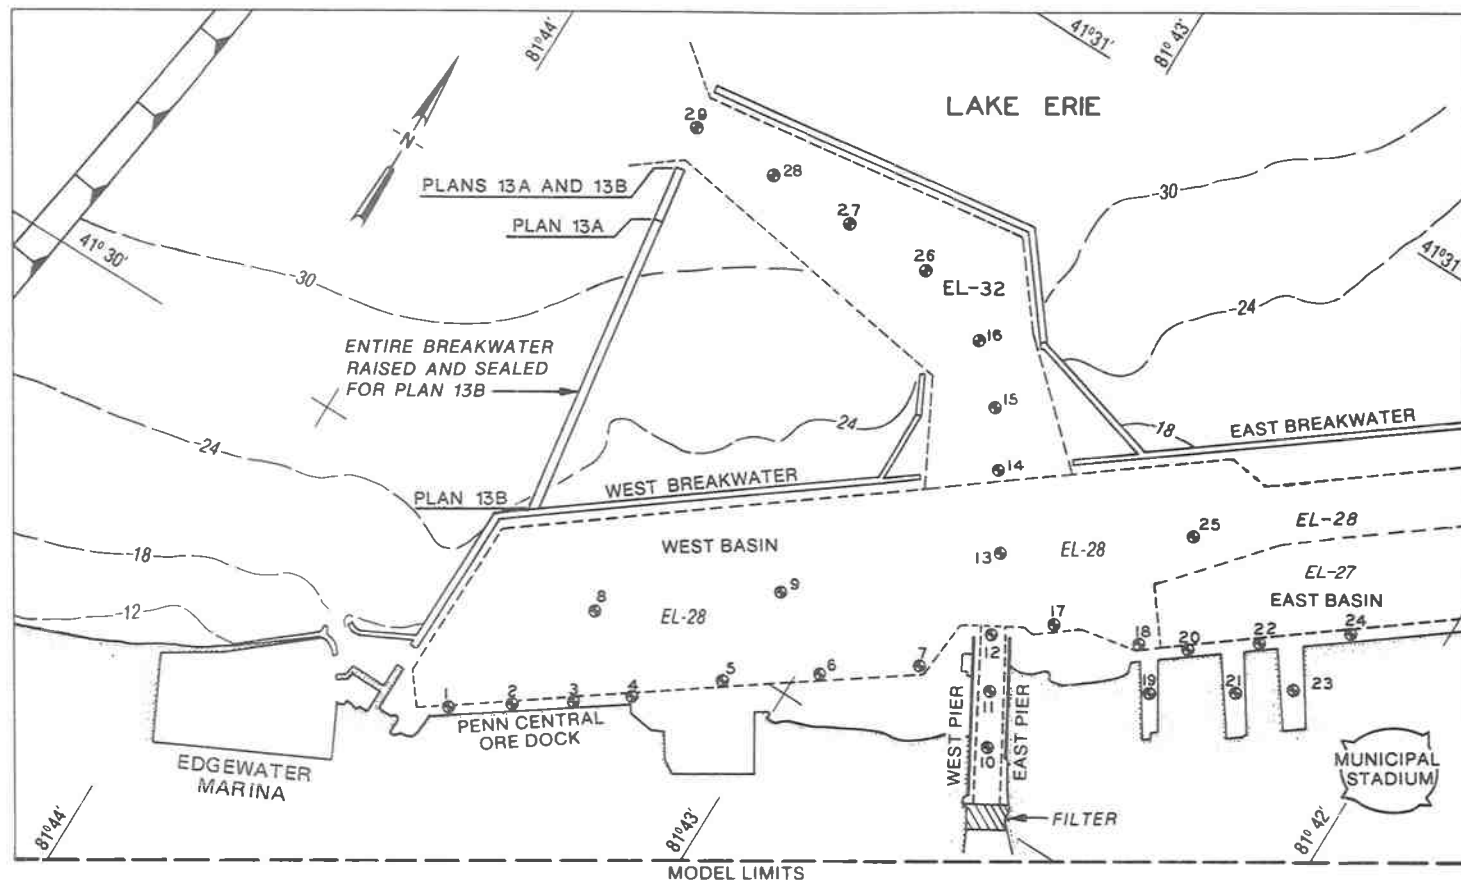 81°44'
41°31'
81°43'
LAKE ERIE
29
28
27
26
EL-32
-30
-N-
PLANS 13A AND 13B
PLAN 13A
41° 30'
41°31'
-30
-24
ENTIRE BREAKWATER
RAISED AND SEALED
FOR PLAN 13B
16
15
14
-24
-24
-18
EAST BREAKWATER
WEST BREAKWATER
PLAN 13B
-18
-12
WEST BASIN
EL-28
8
9
13
EL-28
25
EL-28
EL-27
EAST BASIN
17
18
20
22
24
12
7
6
5
4
3
2
1
19
21
23
11
10
PENN CENTRAL
ORE DOCK
WEST PIER
EAST PIER
EDGEWATER
MARINA
MUNICIPAL
STADIUM
FILTER
81°44'
81°43'
81° 42'
MODEL LIMITS